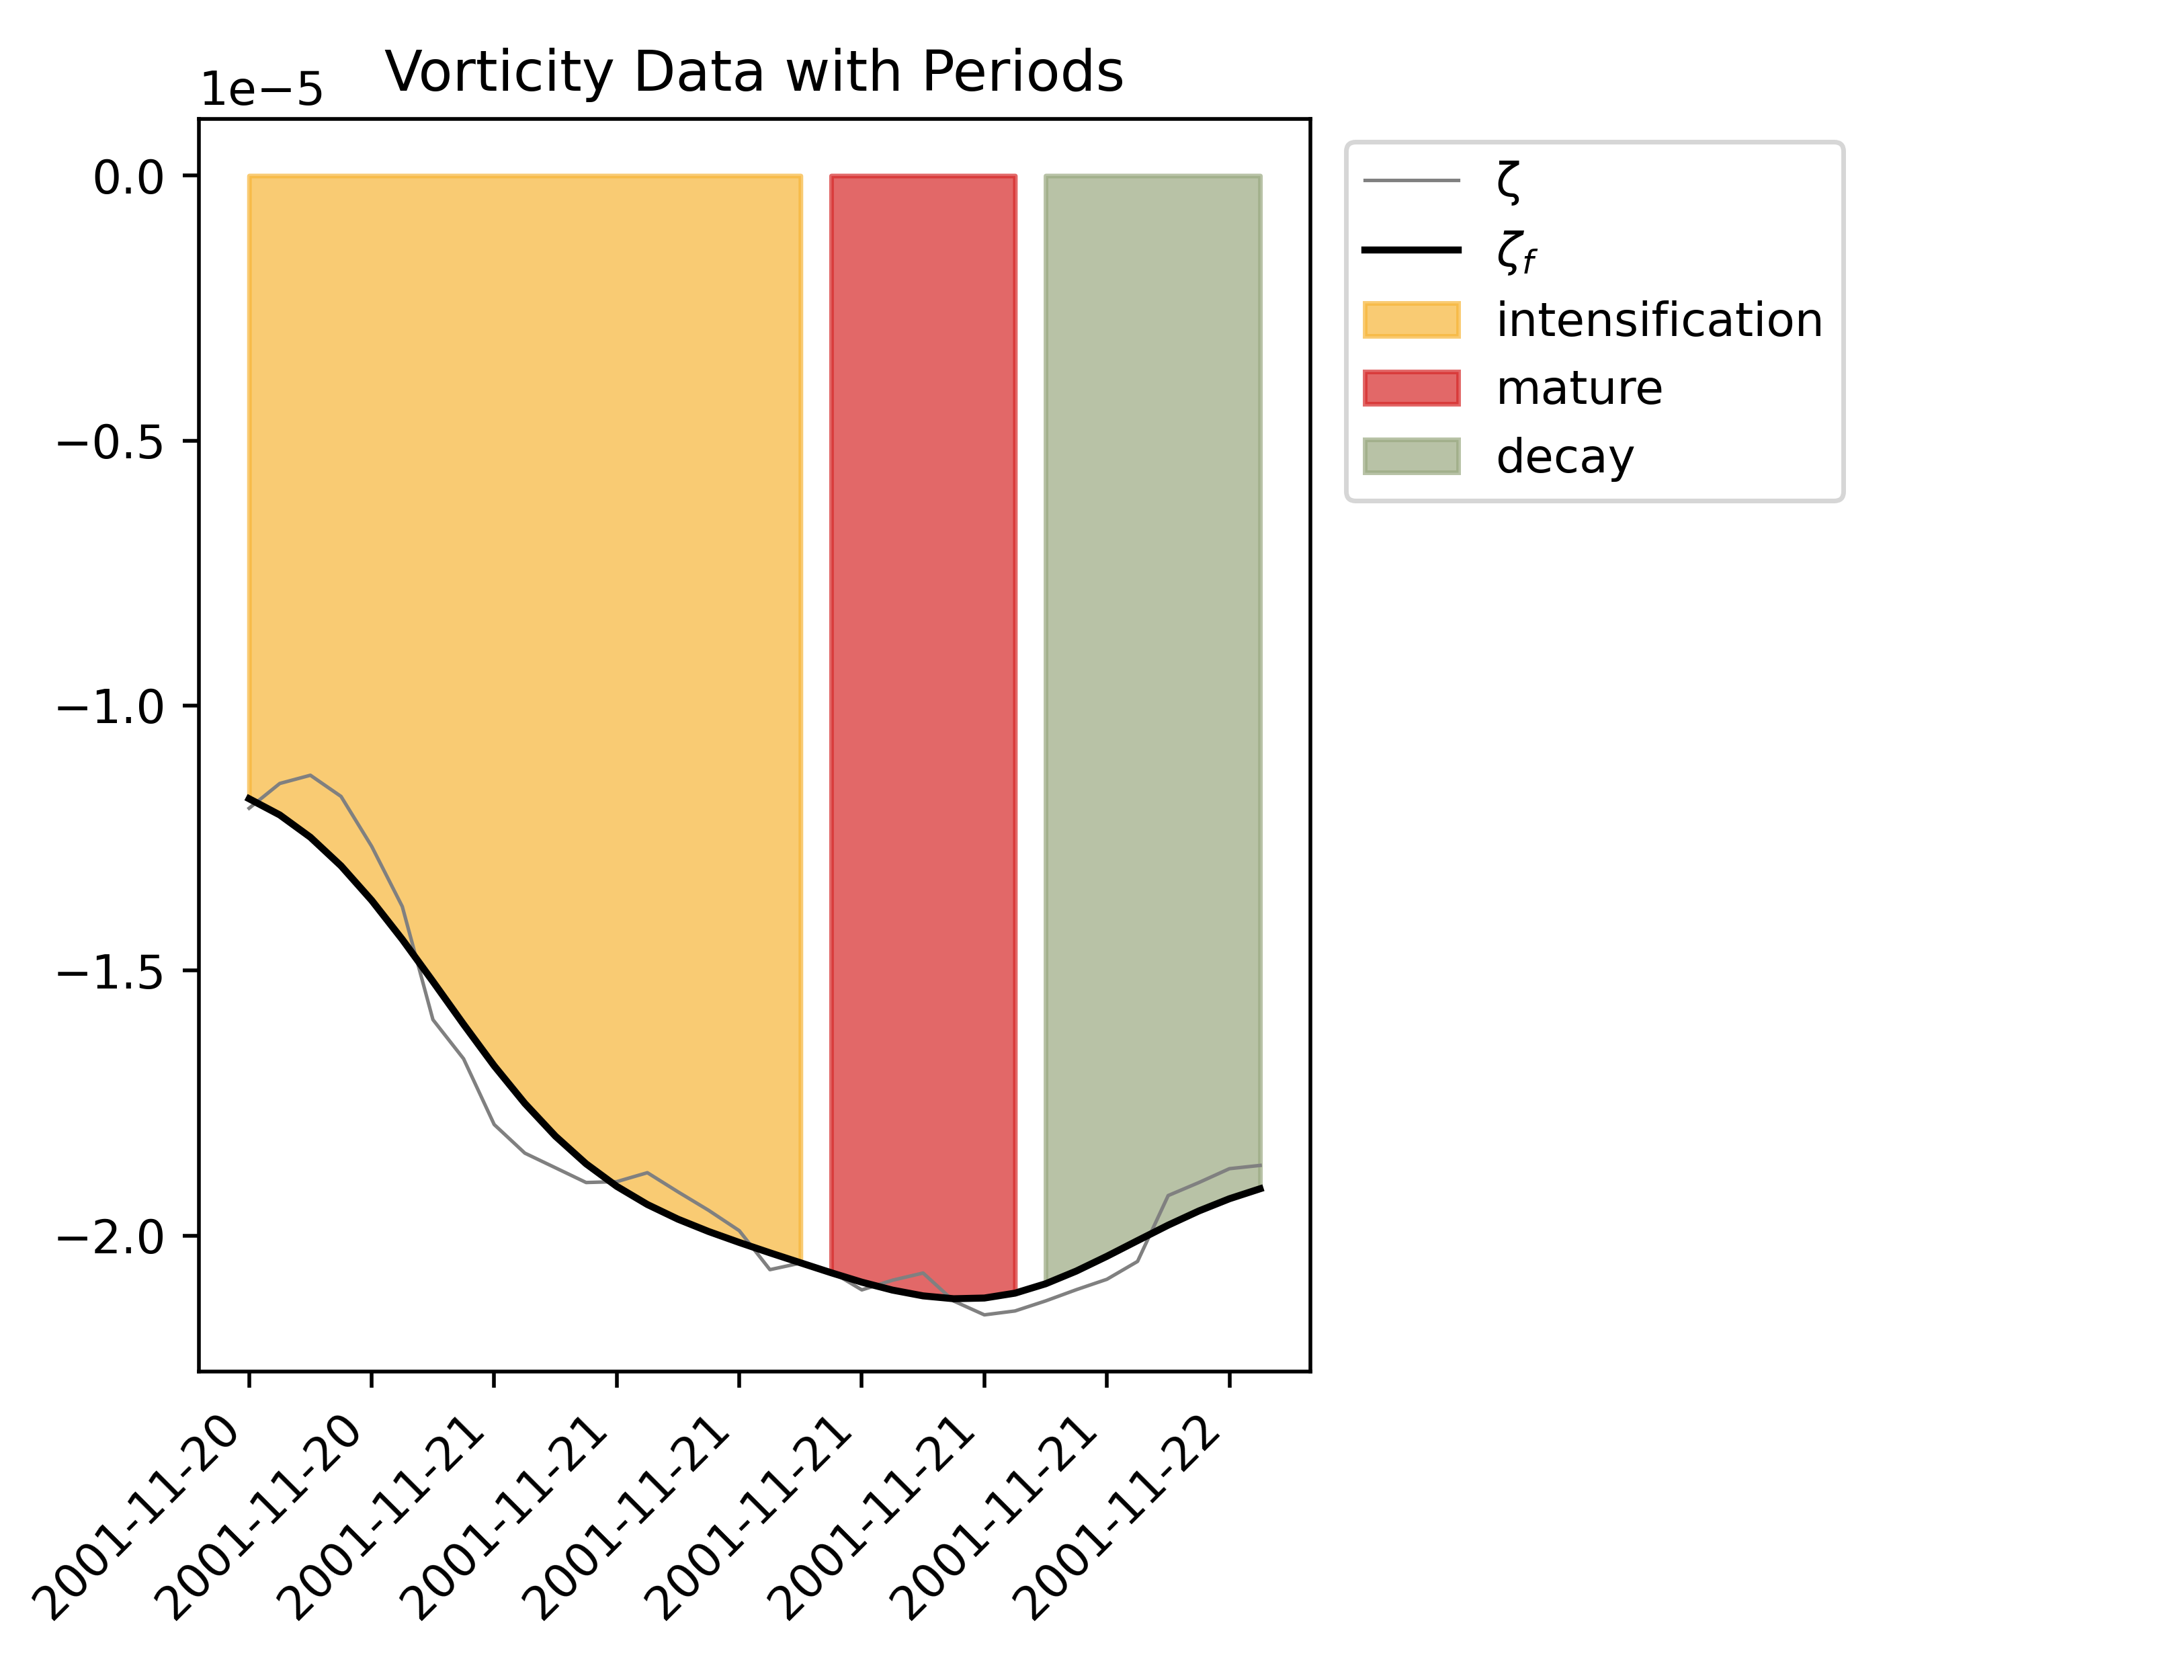 Vorticity Data with Periods
1e−5
0.0
−0.5
−1.0
−1.5
−2.0
2001-11-20
2001-11-20
2001-11-21
2001-11-21
2001-11-21
2001-11-21
2001-11-21
2001-11-21
2001-11-22
ζ
ζf
intensification
mature
decay